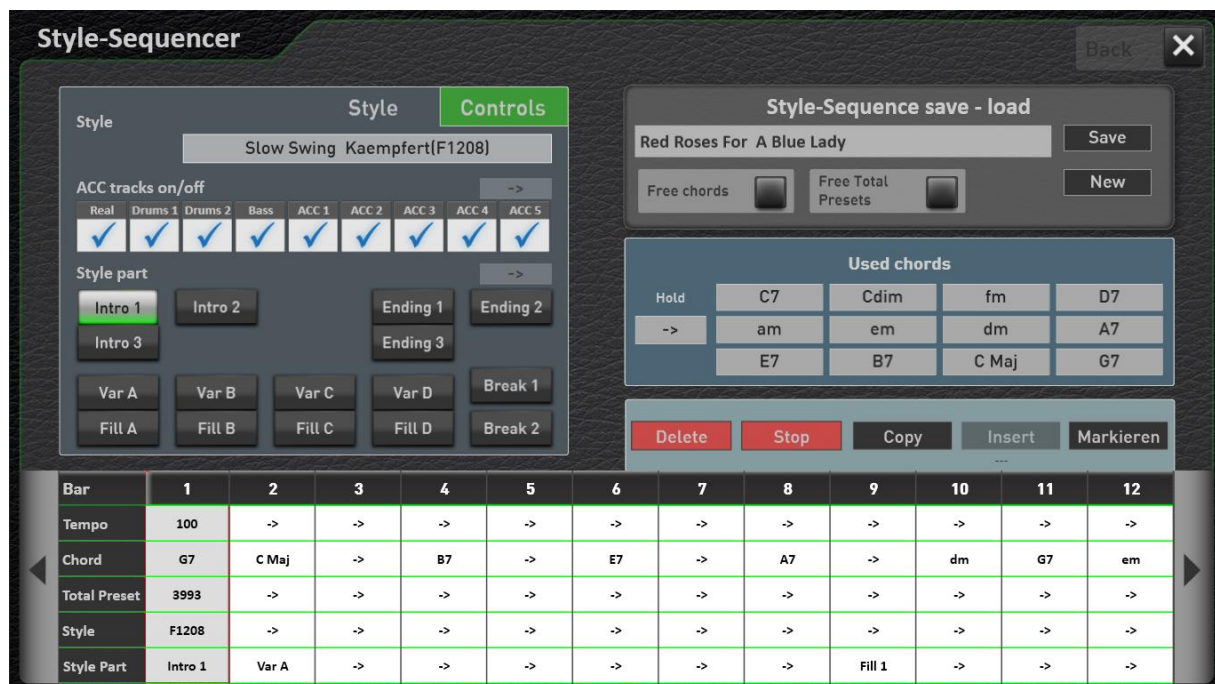 Style-Sequencer
Back
Style Controls
Style
Slow Swing Kaempfert(F1208)
ACC tracks on/off ->
Real Drums 1 Drums 2 Bass ACC 1 ACC 2 ACC 3 ACC 4 ACC 5
Style part ->
Intro 1 Intro 2 Ending 1 Ending 2
Intro 3 Ending 3
Var A Var B Var C Var D Break 1
Fill A Fill B Fill C Fill D Break 2
Style-Sequence save - load
Red Roses For A Blue Lady Save
Free chords Free Total Presets New
Used chords
Hold C7 Cdim fm D7
-> am em dm A7
E7 B7 C Maj G7
Delete Stop Copy Insert Markieren
---
Bar 1 2 3 4 5 6 7 8 9 10 11 12
Tempo 100 -> -> -> -> -> -> -> -> -> -> ->
Chord G7 C Maj -> B7 -> E7 -> A7 -> dm G7 em
Total Preset 3993 -> -> -> -> -> -> -> -> -> -> ->
Style F1208 -> -> -> -> -> -> -> -> -> -> ->
Style Part Intro 1 Var A -> -> -> -> -> -> Fill 1 -> -> ->